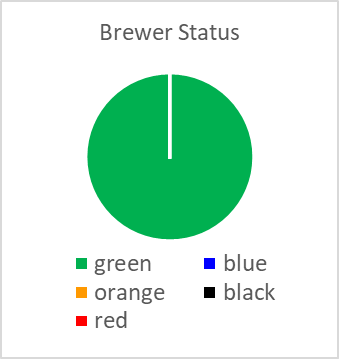 Brewer Status
green blue
orange black
red